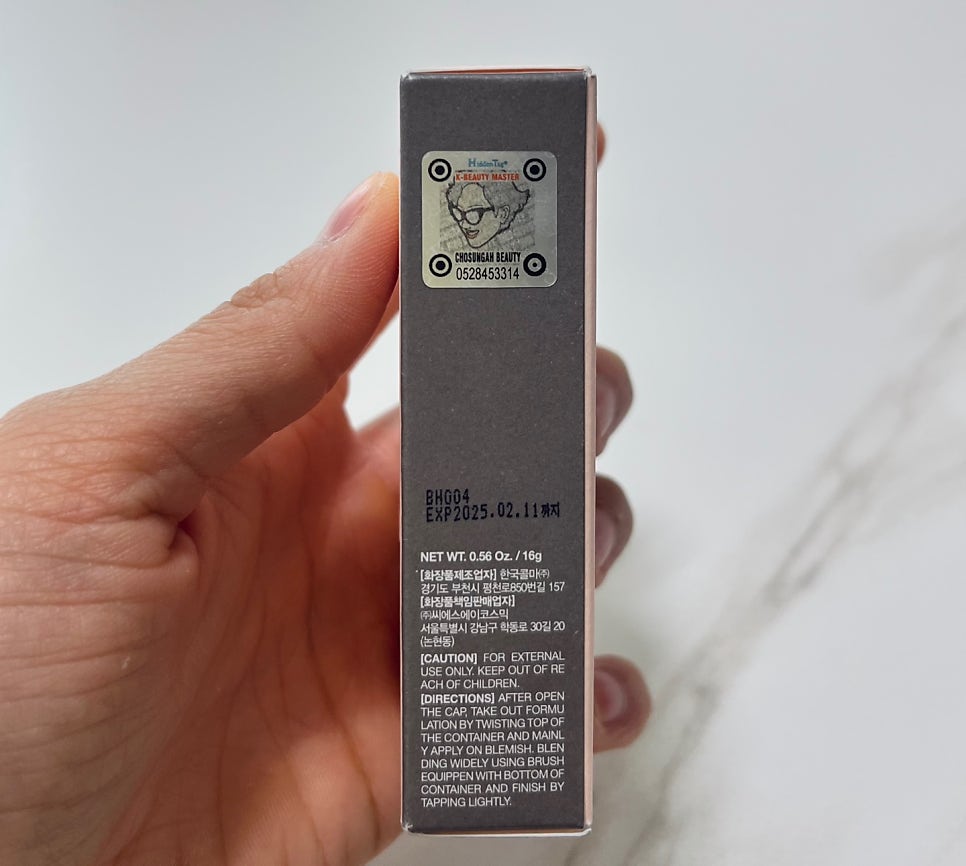 HiddenTag®
K-BEAUTY MASTER
CHOSUNGAH BEAUTY
0528453314
BHG04
EXP2025.02.11까지
NET WT. 0.56 Oz. / 16g
[화장품제조업자] 한국콜마㈜
경기도 부천시 평천로850번길 157
[화장품책임판매업자]
㈜씨에스에이코스믹
서울특별시 강남구 학동로 30길 20
(논현동)
[CAUTION] FOR EXTERNAL
USE ONLY. KEEP OUT OF RE
ACH OF CHILDREN.
[DIRECTIONS] AFTER OPEN
THE CAP, TAKE OUT FORMU
LATION BY TWISTING TOP OF
THE CONTAINER AND MAINL
Y APPLY ON BLEMISH. BLEN
DING WIDELY USING BRUSH
EQUIPPEN WITH BOTTOM OF
CONTAINER AND FINISH BY
TAPPING LIGHTLY.